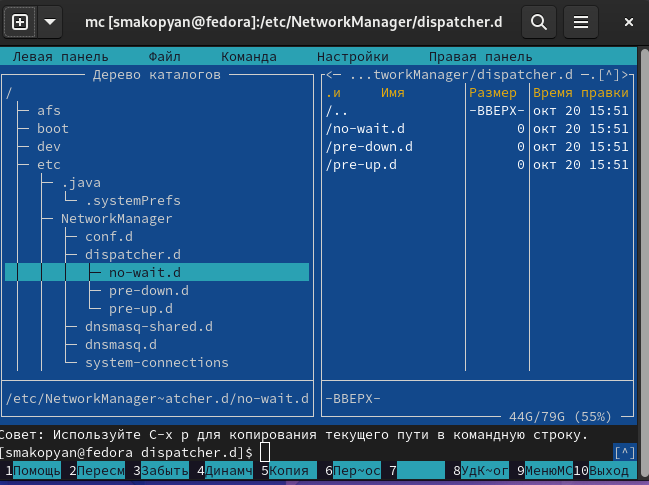 mc [smakopyan@fedora]:/etc/NetworkManager/dispatcher.d
Левая панель Файл Команда Настройки Правая панель
Дерево каталогов
/
afs
boot
dev
etc
.java
.systemPrefs
NetworkManager
conf.d
dispatcher.d
no-wait.d
pre-down.d
pre-up.d
dnsmasq-shared.d
dnsmasq.d
system-connections
/etc/NetworkManager~atcher.d/no-wait.d
<─ ...tworkManager/dispatcher.d ─.[^]>
.и Имя Размер Время правки
/.. -ВВЕРХ- окт 20 15:51
/no-wait.d 0 окт 20 15:51
/pre-down.d 0 окт 20 15:51
/pre-up.d 0 окт 20 15:51
-ВВЕРХ-
44G/79G (55%)
Совет: Используйте C-x p для копирования текущего пути в командную строку.
[smakopyan@fedora dispatcher.d]$ [^]
1Помощь 2Пересм 3Забыть 4Динамч 5Копия 6Пер~ос 7 8УдК~ог 9МенюМС 10Выход